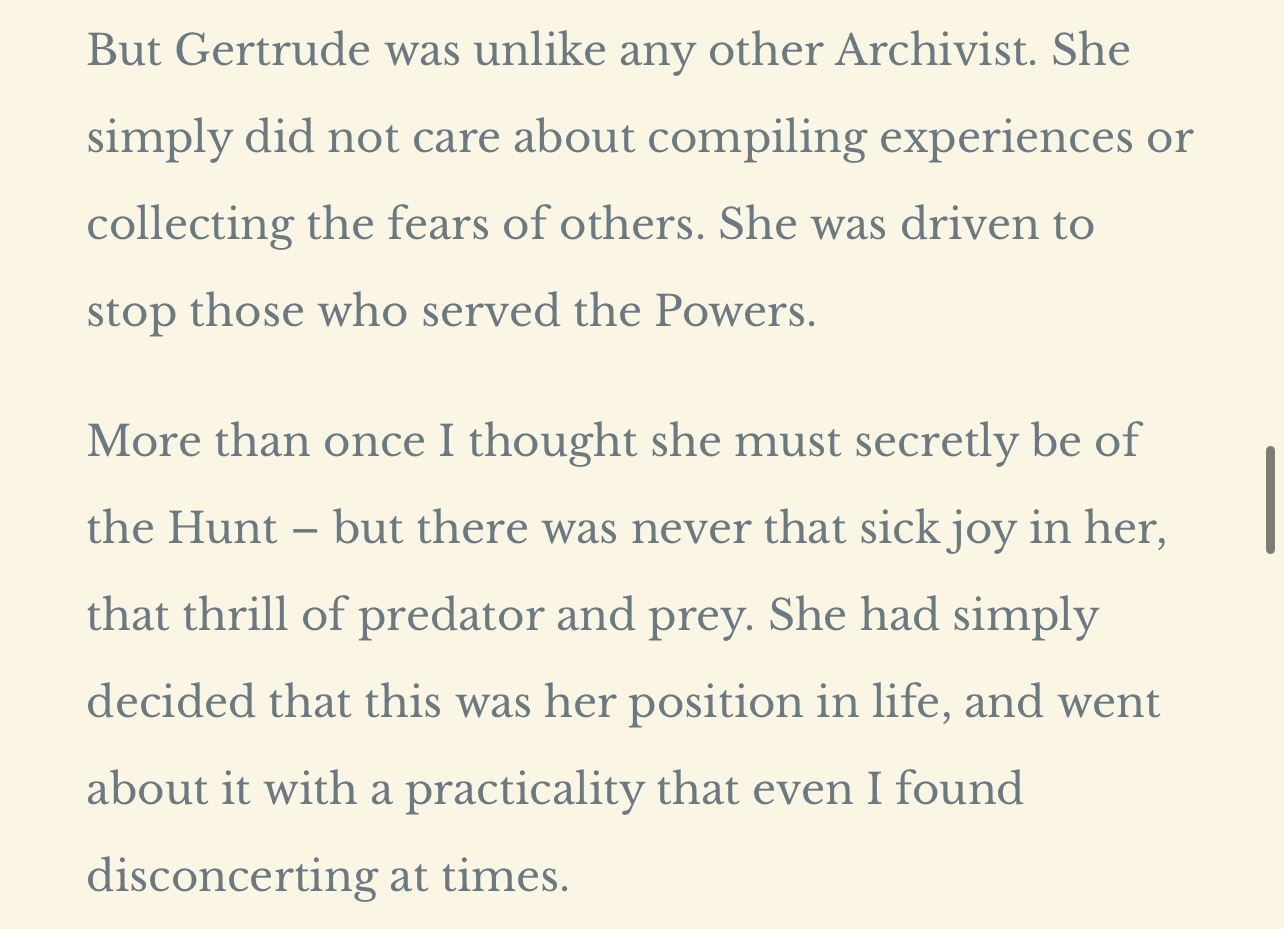 But Gertrude was unlike any other Archivist. She
simply did not care about compiling experiences or
collecting the fears of others. She was driven to
stop those who served the Powers.
More than once I thought she must secretly be of
the Hunt – but there was never that sick joy in her,
that thrill of predator and prey. She had simply
decided that this was her position in life, and went
about it with a practicality that even I found
disconcerting at times.